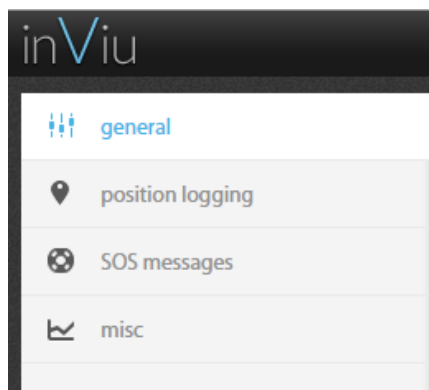 inViu
general
position logging
SOS messages
misc